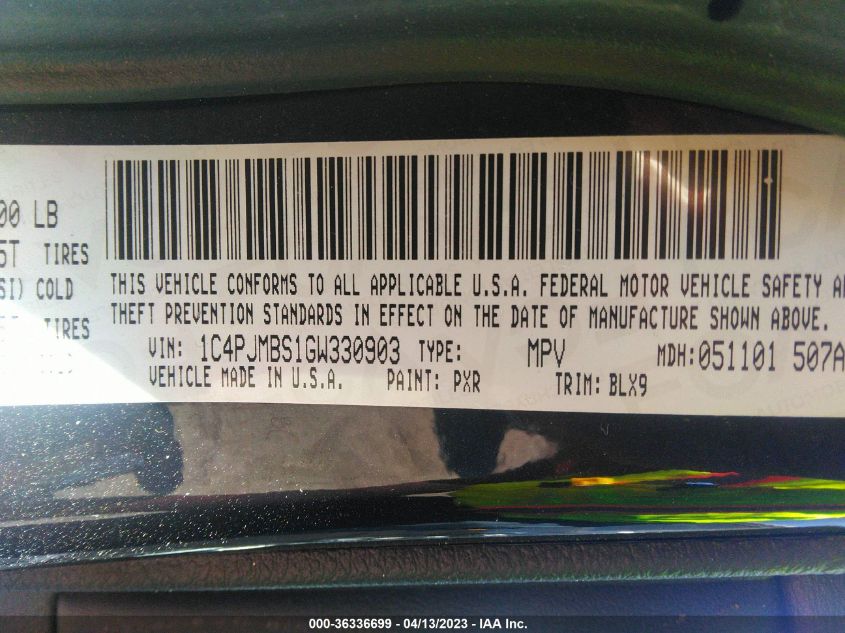 00 LB
5T TIRES
SI) COLD
TIRES
THIS VEHICLE CONFORMS TO ALL APPLICABLE U.S.A. FEDERAL MOTOR VEHICLE SAFETY
THEFT PREVENTION STANDARDS IN EFFECT ON THE DATE OF MANUFACTURE SHOWN ABOVE.
VIN: 1C4PJMBS1GW330903 TYPE: MPV MDH:051101 507A
VEHICLE MADE IN U.S.A. PAINT: PXR TRIM: BLX9
000-36336699 - 04/13/2023 - IAA Inc.